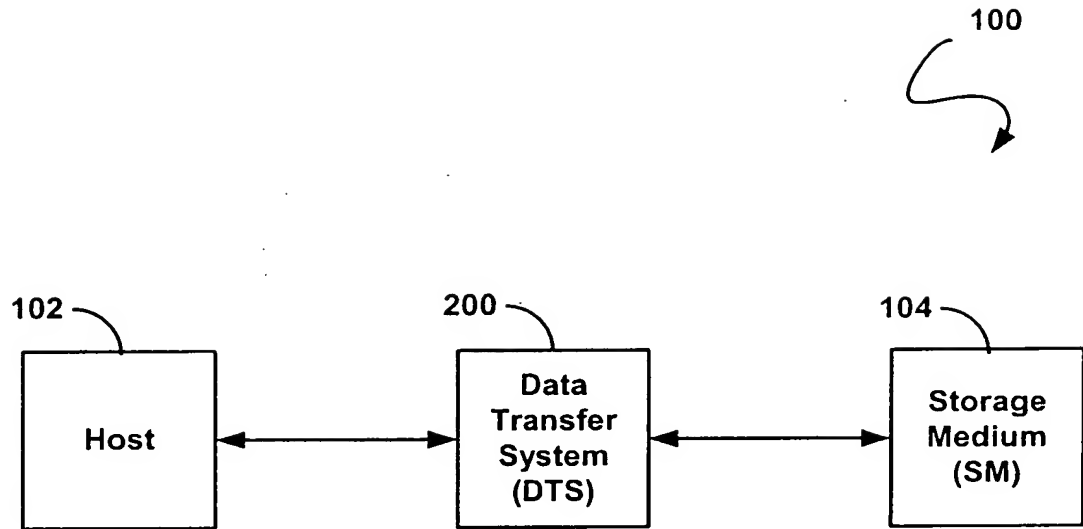 100
102
200
104
Host
Data
Transfer
System
(DTS)
Storage
Medium
(SM)